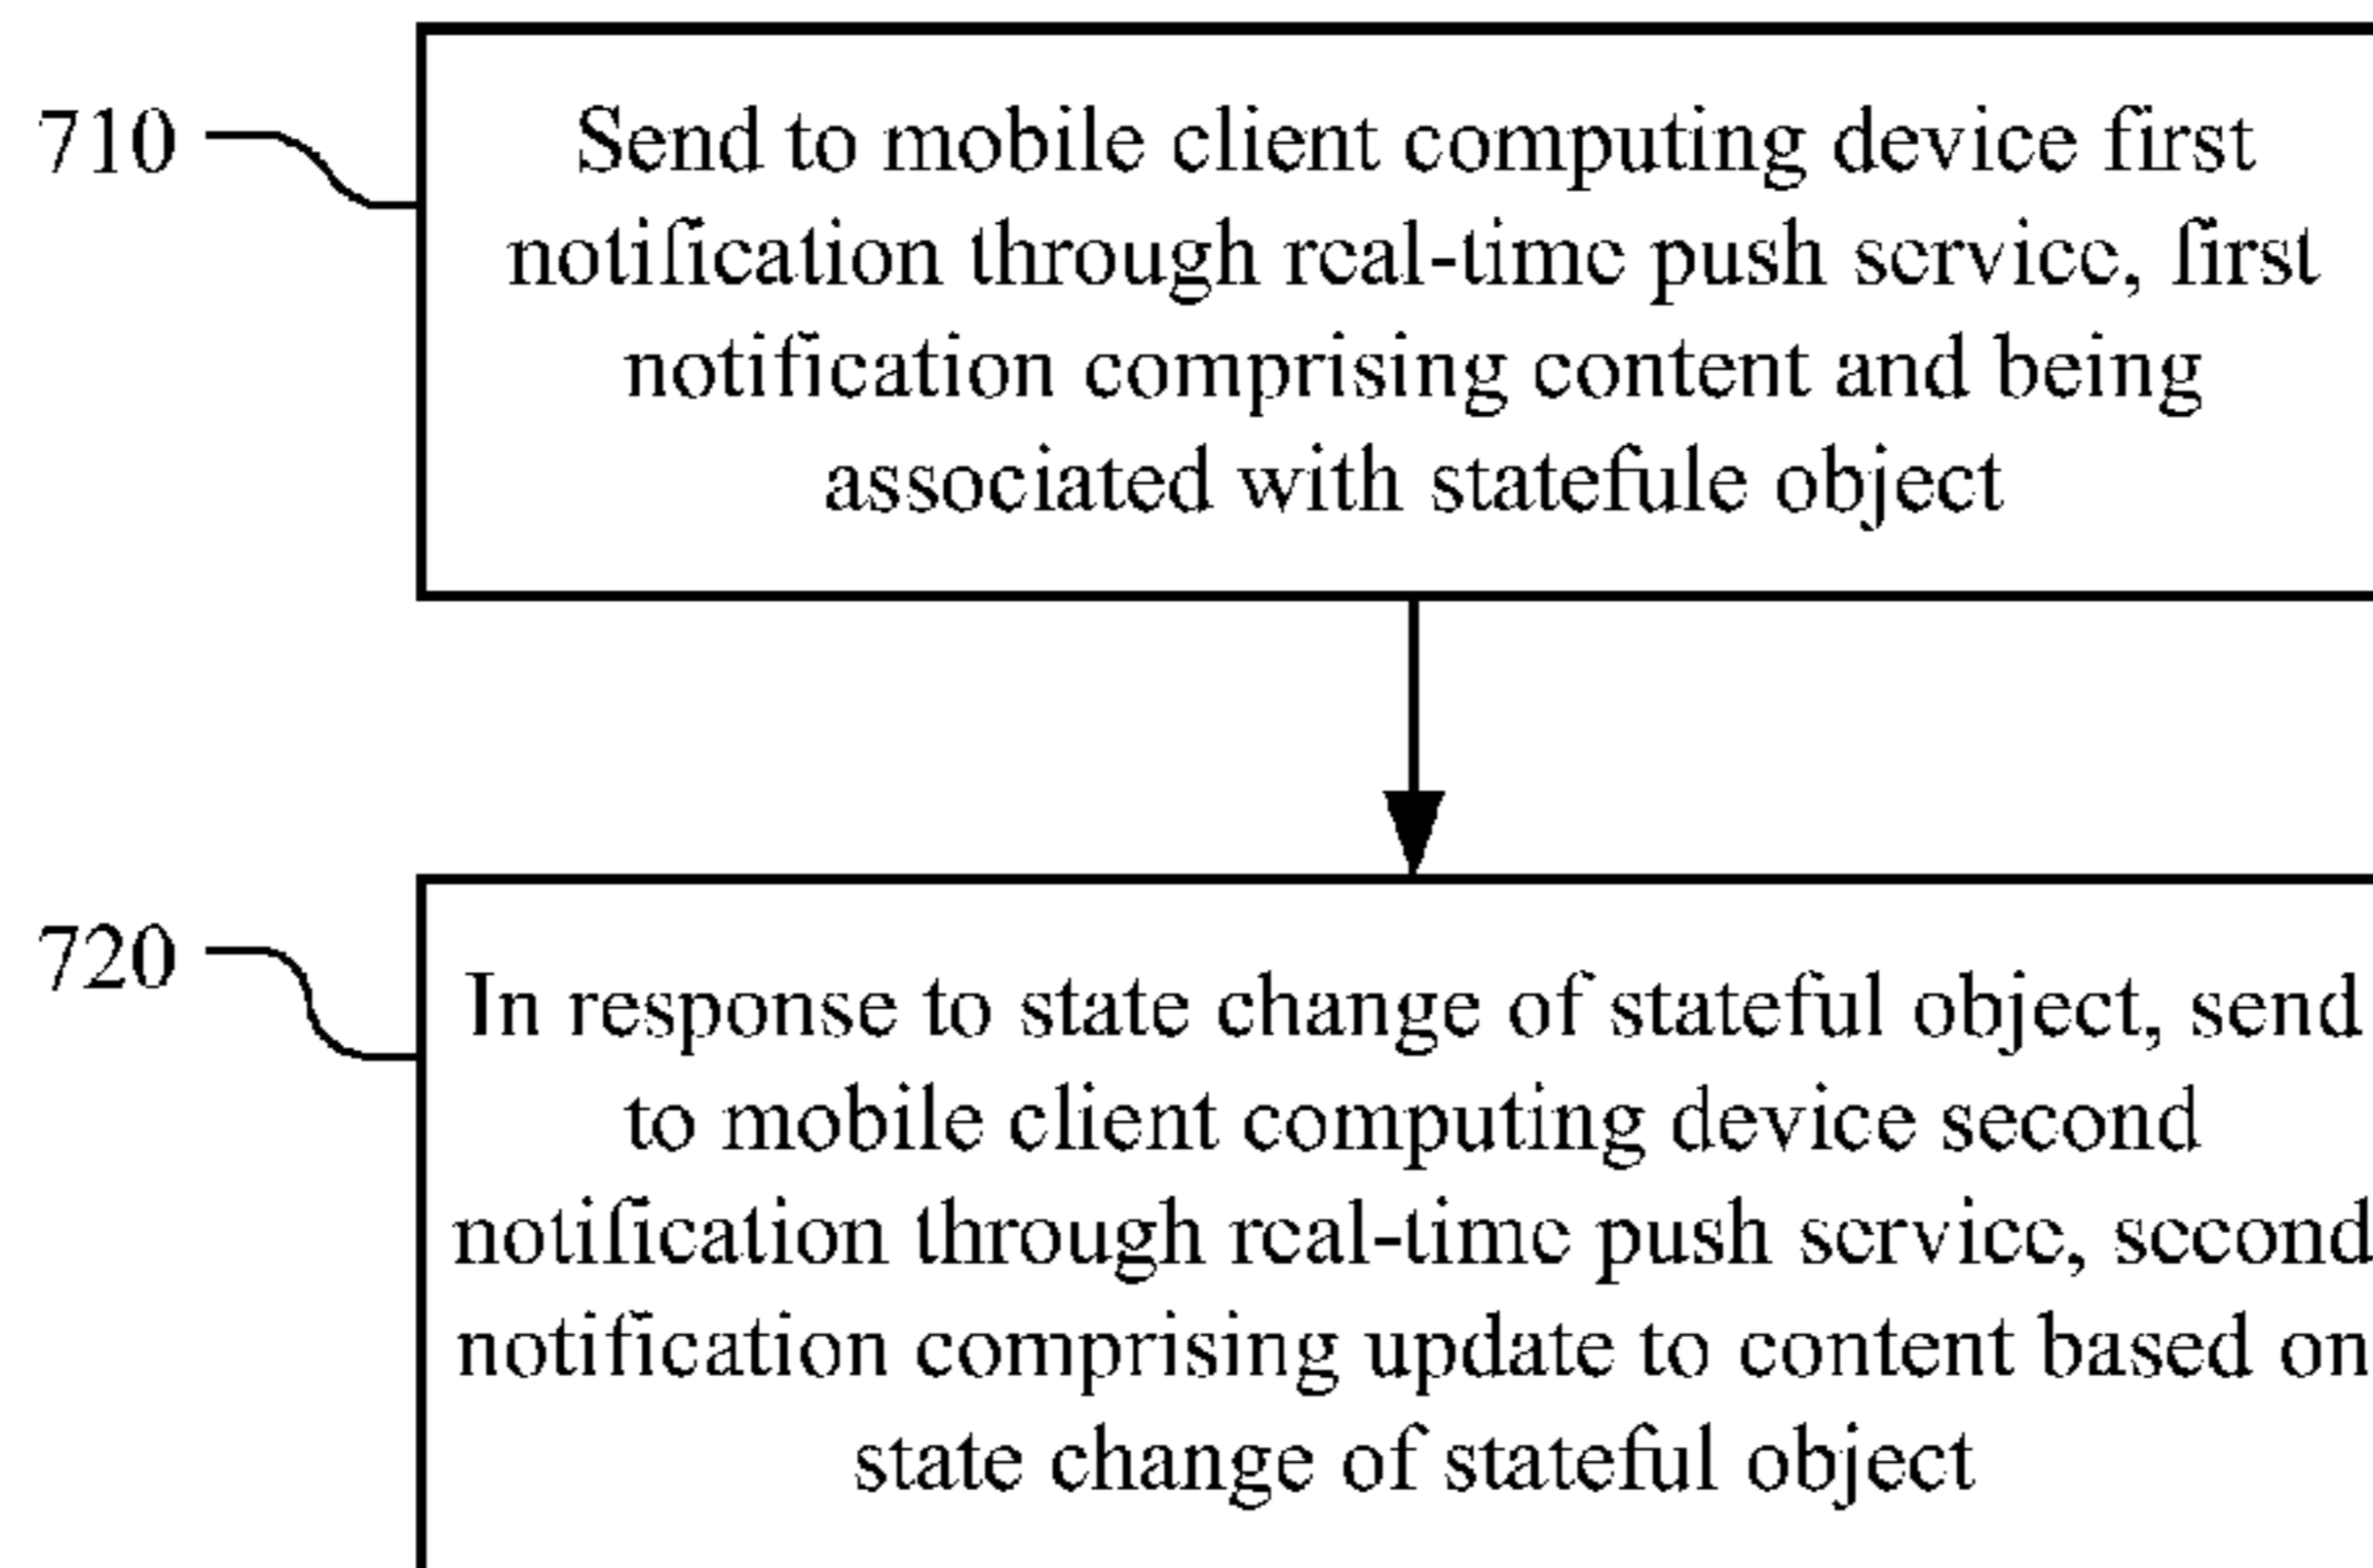 710
Send to mobile client computing device first
notification through real-time push service, first
notification comprising content and being
associated with statefule object
720
In response to state change of stateful object, send
to mobile client computing device second
notification through real-time push service, second
notification comprising update to content based on
state change of stateful object